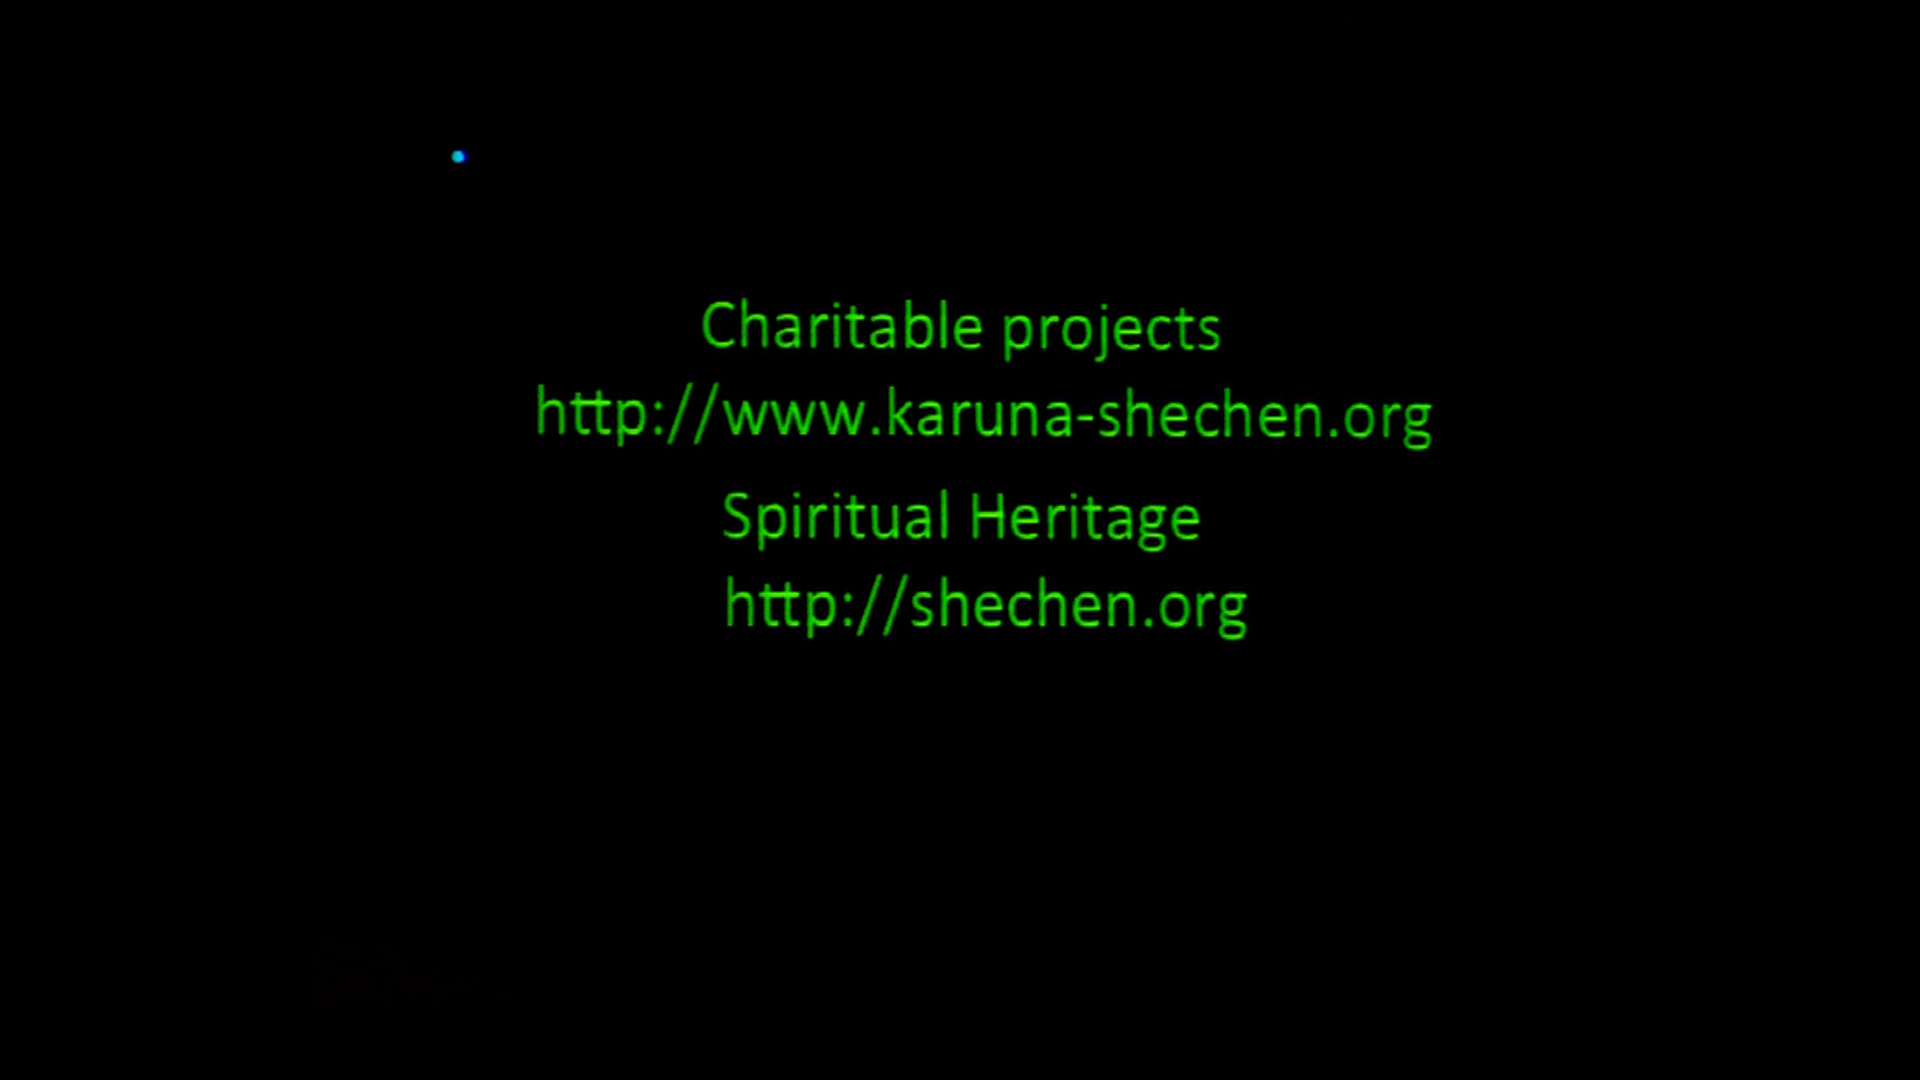 Charitable projects
http://www.karuna-shechen.org
Spiritual Heritage
http://shechen.org